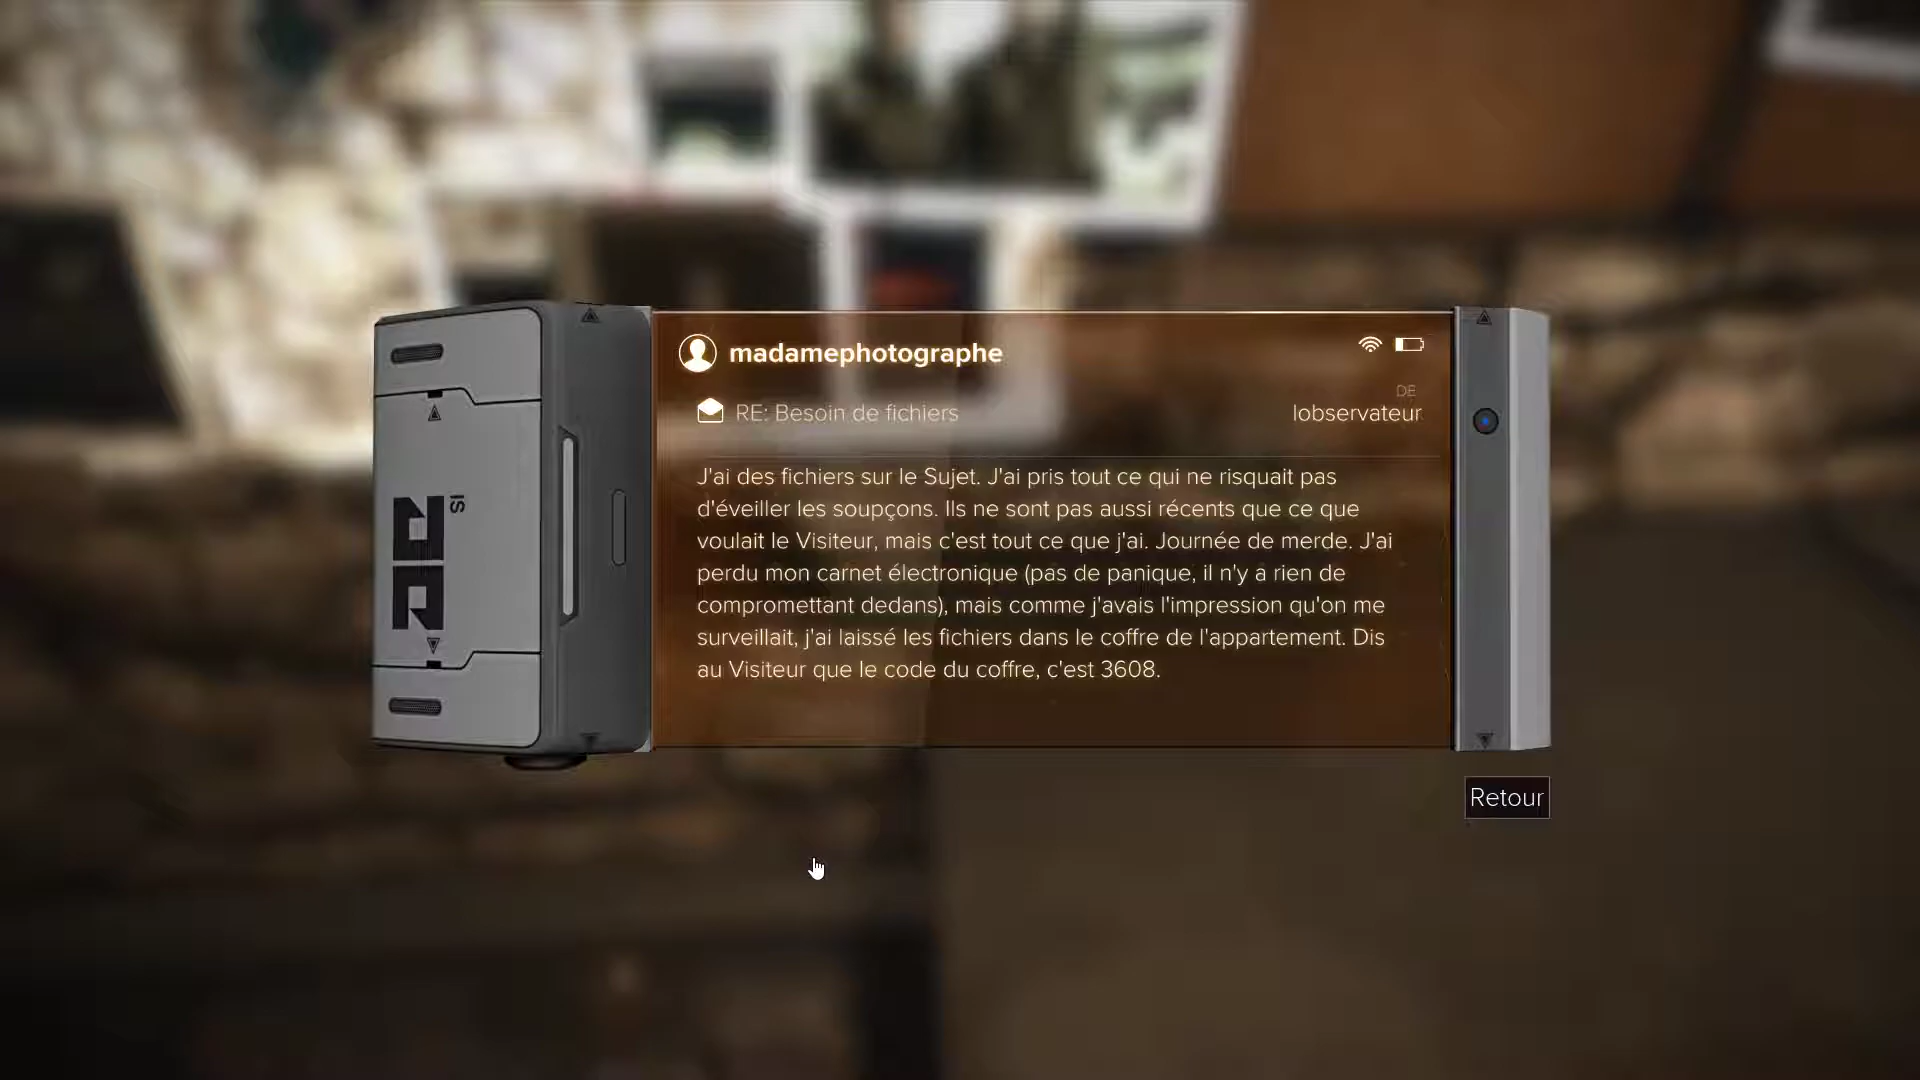 madamephotographe
DE
RE: Besoin de fichiers lobservateur
J'ai des fichiers sur le Sujet. J'ai pris tout ce qui ne risquait pas
d'éveiller les soupçons. Ils ne sont pas aussi récents que ce que
voulait le Visiteur, mais c'est tout ce que j'ai. Journée de merde. J'ai
perdu mon carnet électronique (pas de panique, il n'y a rien de
compromettant dedans), mais comme j'avais l'impression qu'on me
surveillait, j'ai laissé les fichiers dans le coffre de l'appartement. Dis
au Visiteur que le code du coffre, c'est 3608.
Retour